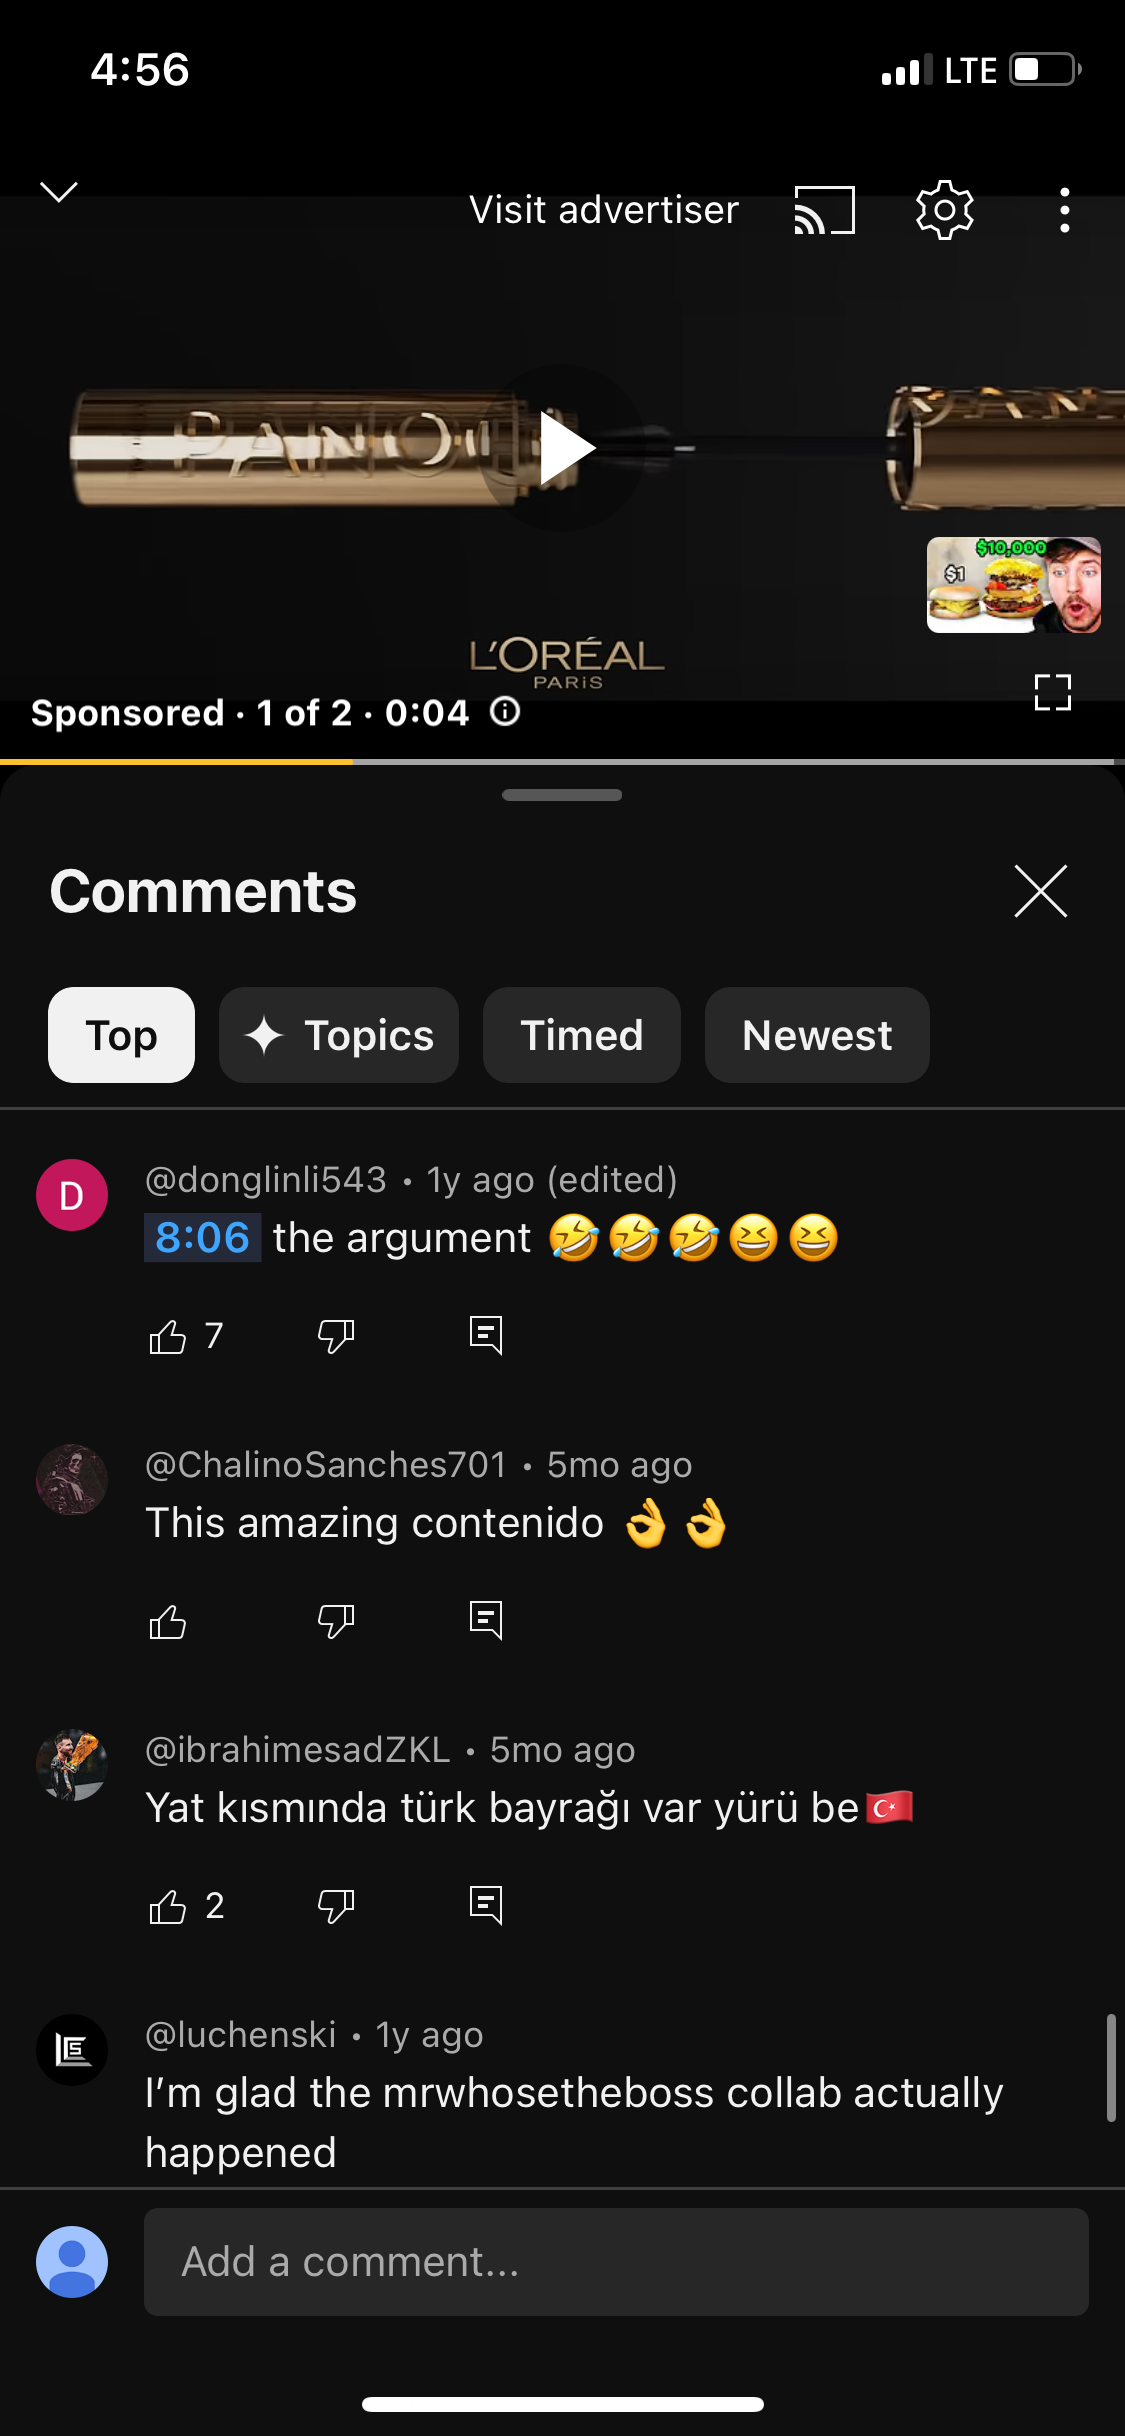 4:56
LTE
Visit advertiser
PANO
$10,000
$1
L'ORÉAL
PARIS
Sponsored · 1 of 2 · 0:04
Comments
Top
Topics
Timed
Newest
D
@donglinli543 · 1y ago (edited)
8:06 the argument 🤣🤣🤣😆😆
7
@ChalinoSanches701 · 5mo ago
This amazing contenido 👌👌
@ibrahimesadZKL · 5mo ago
Yat kısmında türk bayrağı var yürü be🇹🇷
2
@luchenski · 1y ago
I’m glad the mrwhosetheboss collab actually
happened
Add a comment...